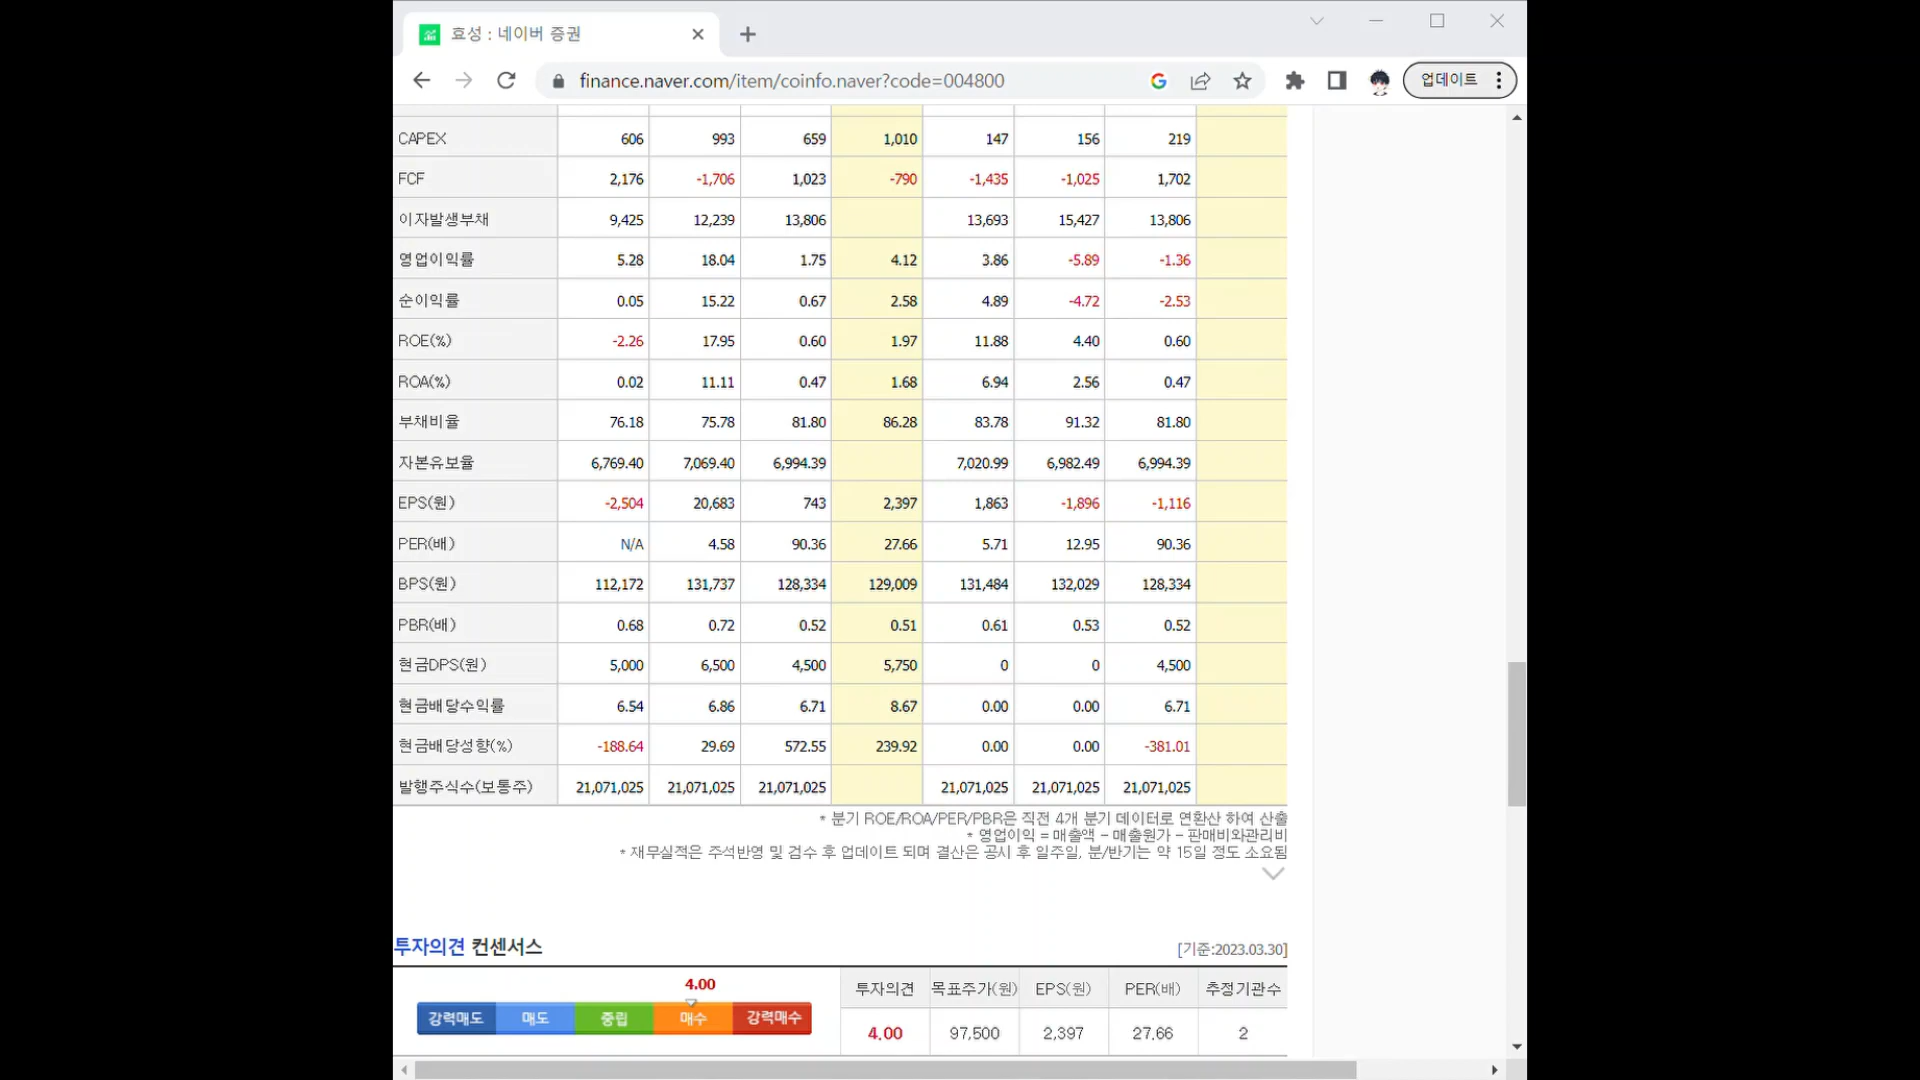 효성 : 네이버 증권
finance.naver.com/item/coinfo.naver?code=004800
업데이트
CAPEX 606 993 659 1,010 147 156 219
FCF 2,176 -1,706 1,023 -790 -1,435 -1,025 1,702
이자발생부채 9,425 12,239 13,806 13,693 15,427 13,806
영업이익률 5.28 18.04 1.75 4.12 3.86 -5.89 -1.36
순이익률 0.05 15.22 0.67 2.58 4.89 -4.72 -2.53
ROE(%) -2.26 17.95 0.60 1.97 11.88 4.40 0.60
ROA(%) 0.02 11.11 0.47 1.68 6.94 2.56 0.47
부채비율 76.18 75.78 81.80 86.28 83.78 91.32 81.80
자본유보율 6,769.40 7,069.40 6,994.39 7,020.99 6,982.49 6,994.39
EPS(원) -2,504 20,683 743 2,397 1,863 -1,896 -1,116
PER(배) N/A 4.58 90.36 27.66 5.71 12.95 90.36
BPS(원) 112,172 131,737 128,334 129,009 131,484 132,029 128,334
PBR(배) 0.68 0.72 0.52 0.51 0.61 0.53 0.52
현금DPS(원) 5,000 6,500 4,500 5,750 0 0 4,500
현금배당수익률 6.54 6.86 6.71 8.67 0.00 0.00 6.71
현금배당성향(%) -188.64 29.69 572.55 239.92 0.00 0.00 -381.01
발행주식수(보통주) 21,071,025 21,071,025 21,071,025 21,071,025 21,071,025 21,071,025
* 분기 ROE/ROA/PER/PBR은 직전 4개 분기 데이터로 연환산 하여 산출
* 영업이익 = 매출액 - 매출원가 - 판매비와관리비
* 재무실적은 주석반영 및 검수 후 업데이트 되며 결산은 공시 후 일주일, 분/반기는 약 15일 정도 소요됨
투자의견 컨센서스 [기준:2023.03.30]
4.00
강력매도 매도 중립 매수 강력매수
투자의견 목표주가(원) EPS(원) PER(배) 추정기관수
4.00 97,500 2,397 27.66 2